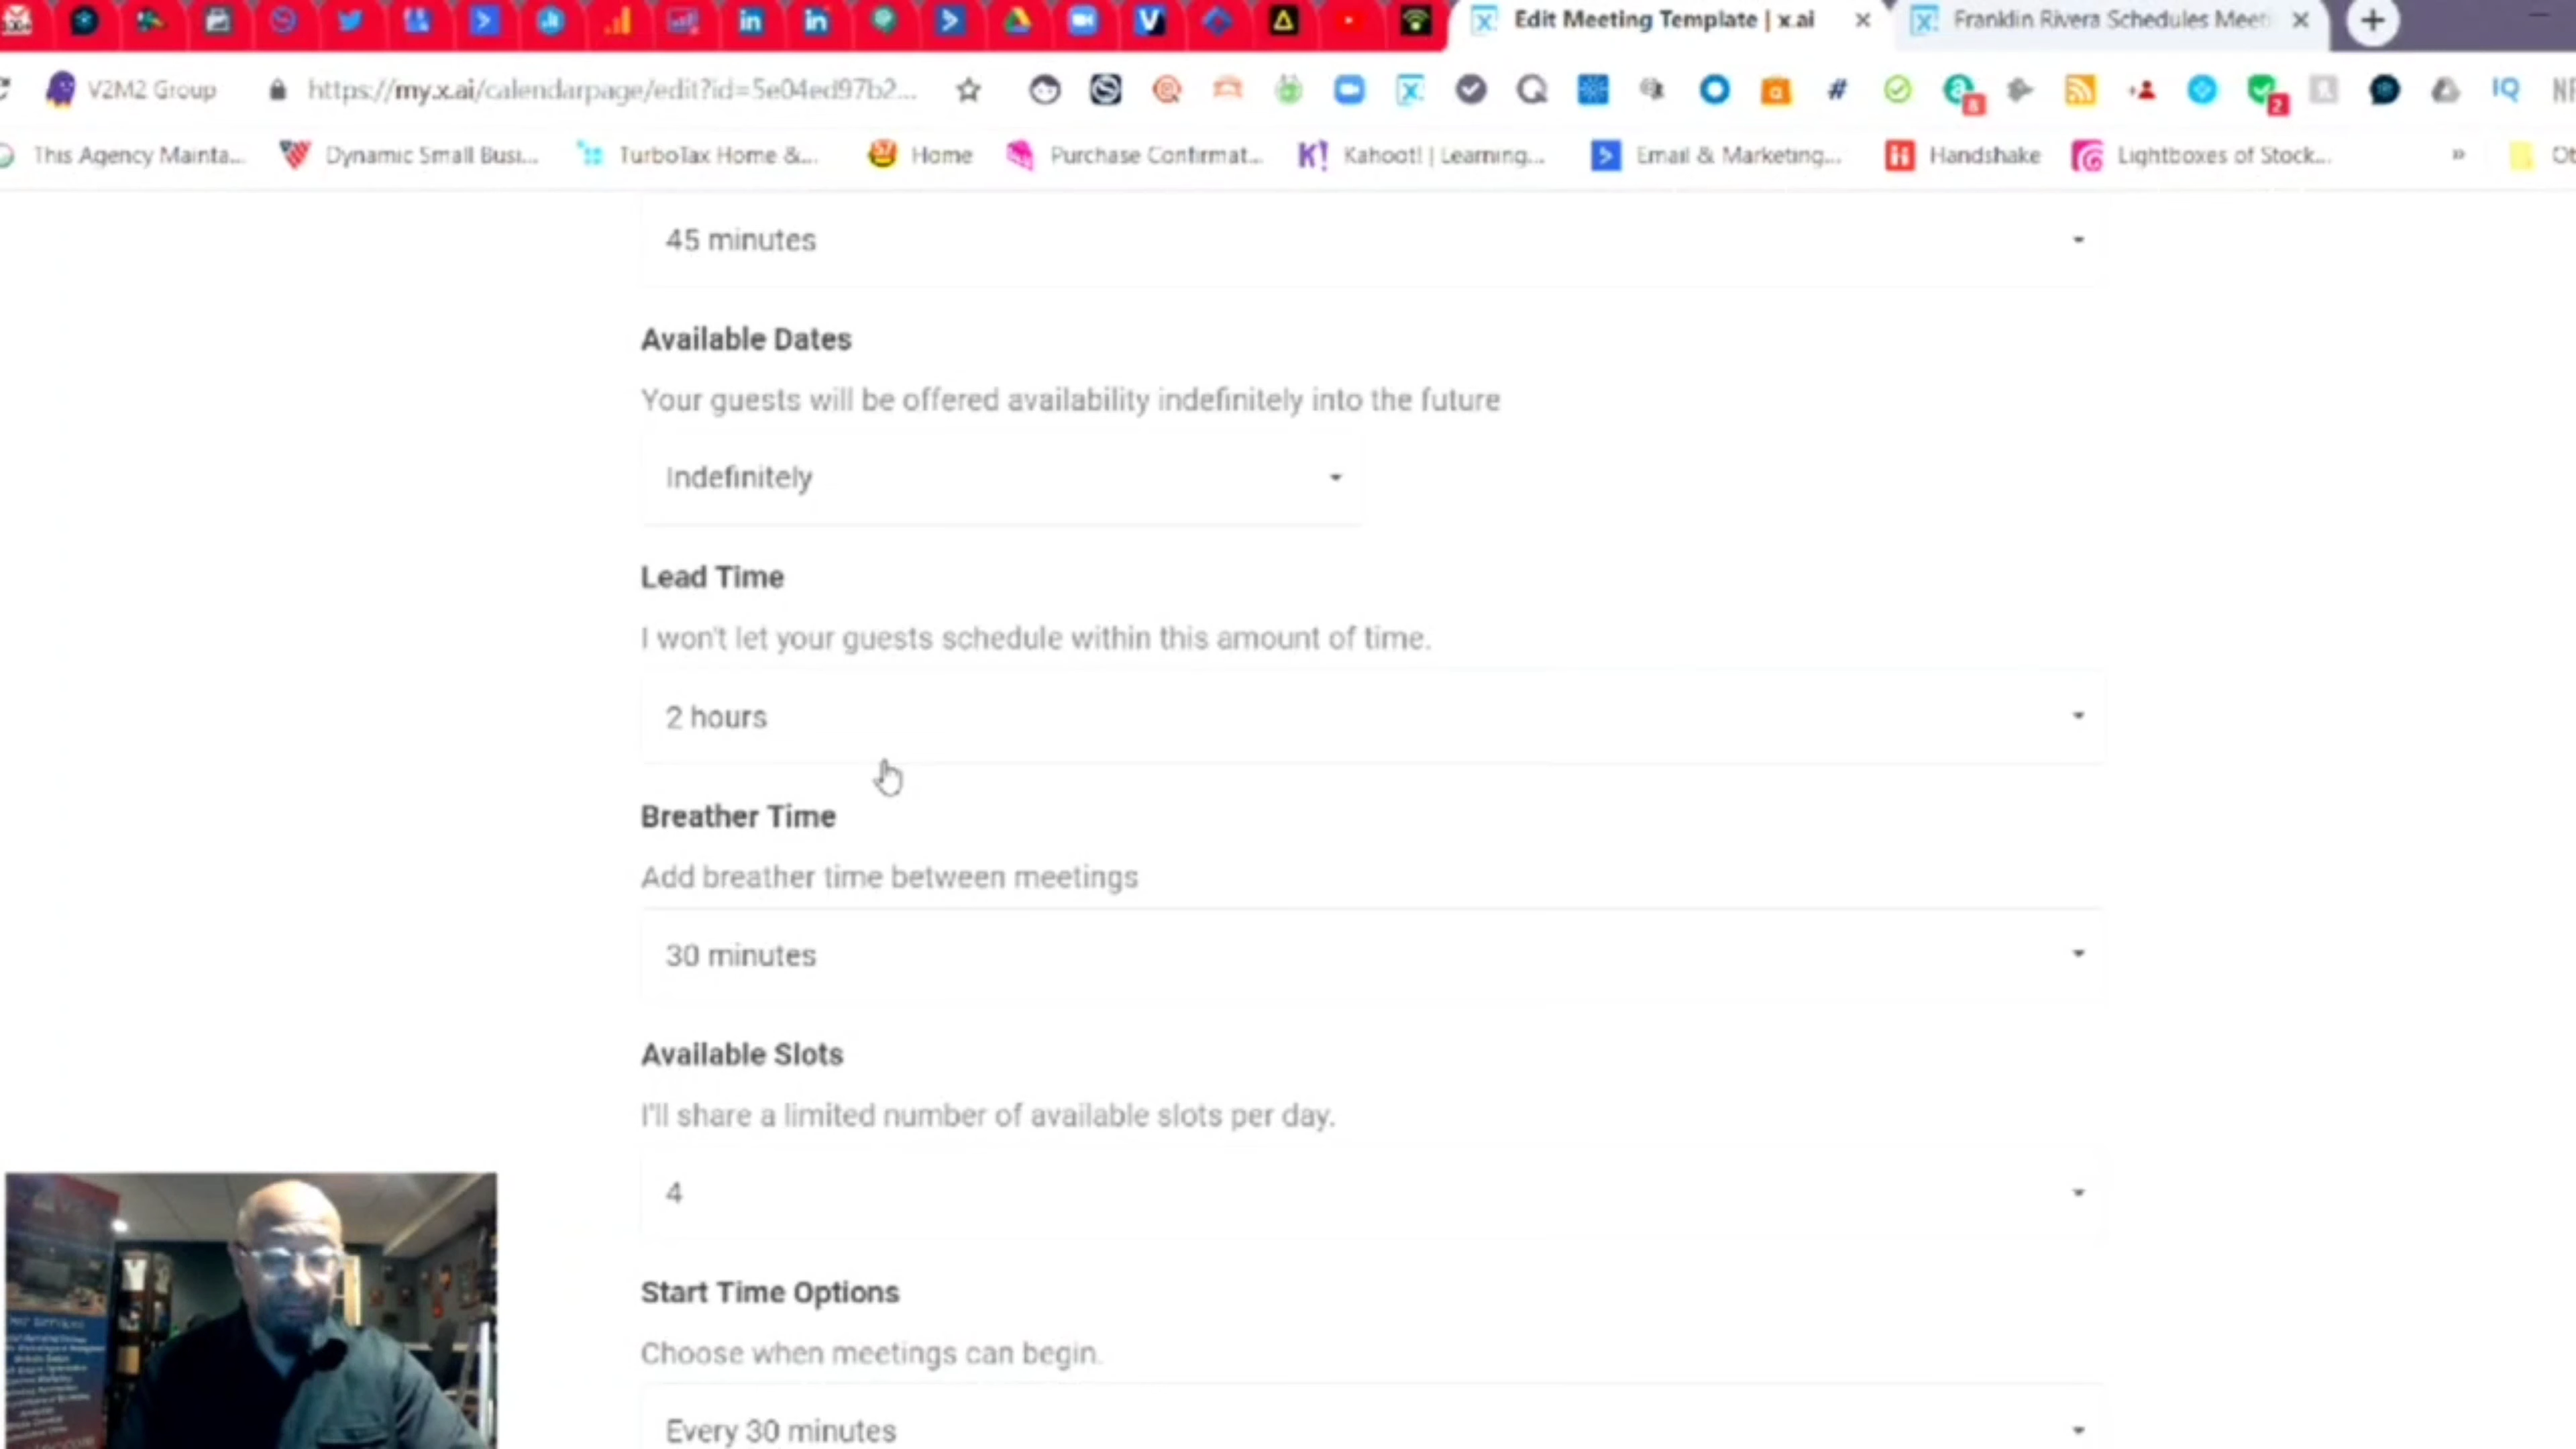 Edit Meeting Template | x.ai
Franklin Rivera Schedules Meeti
V2M2 Group
https://my.x.ai/calendarpage/edit?id=5e04ed97b2...
IQ
This Agency Mainta...
Dynamic Small Busi...
TurboTax Home &...
Home
Purchase Confirmat...
Kahoot! | Learning...
Email & Marketing...
Handshake
Lightboxes of Stock...
45 minutes
Available Dates
Your guests will be offered availability indefinitely into the future
Indefinitely
Lead Time
I won't let your guests schedule within this amount of time.
2 hours
Breather Time
Add breather time between meetings
30 minutes
Available Slots
I'll share a limited number of available slots per day.
4
Start Time Options
Choose when meetings can begin.
Every 30 minutes